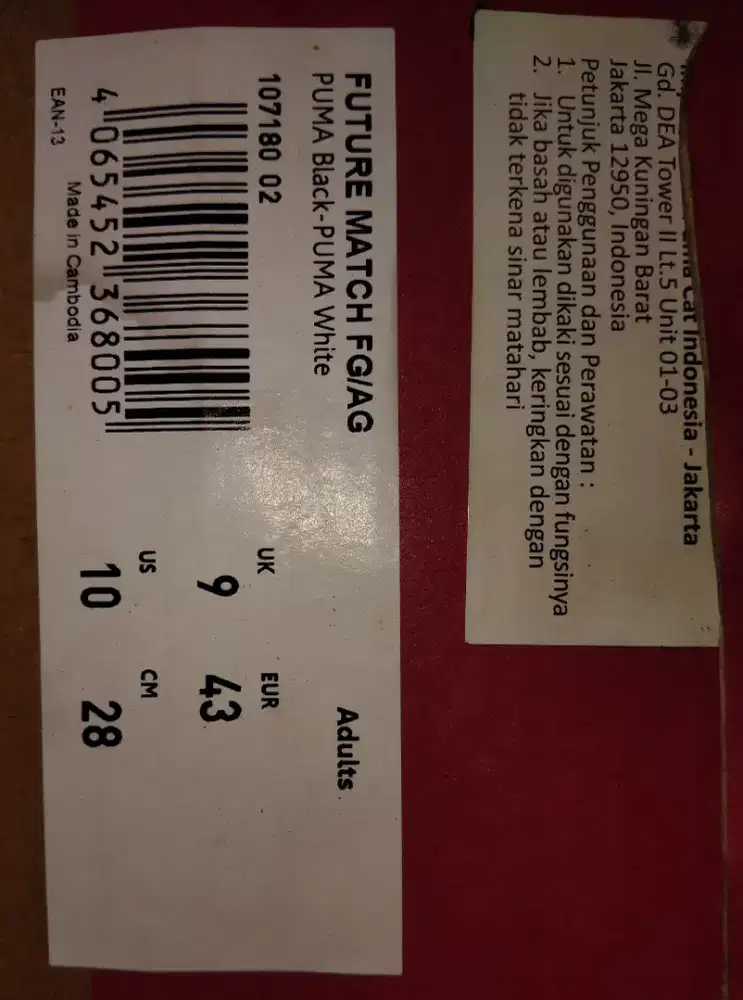 FUTURE MATCH FG/AG
PUMA Black-PUMA White
107180 02
4 065452 368005
EAN-13
Made in Cambodia
Adults
UK
9
EUR
43
US
10
CM
28
Cat Indonesia - Jakarta
Gd. DEA Tower II Lt.5 Unit 01-03
Jl. Mega Kuningan Barat
Jakarta 12950, Indonesia
Petunjuk Penggunaan dan Perawatan :
1. Untuk digunakan dikaki sesuai dengan fungsinya
2. Jika basah atau lembab, keringkan dengan
tidak terkena sinar matahari